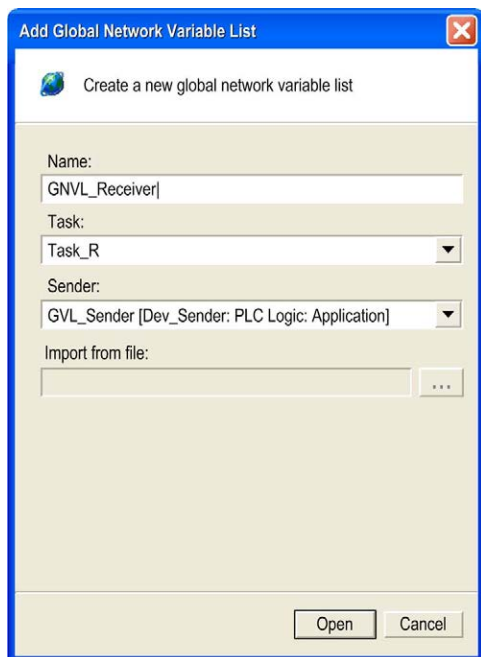 Add Global Network Variable List
Create a new global network variable list
Name:
GNVL_Receiver
Task:
Task_R
Sender:
GVL_Sender [Dev_Sender: PLC Logic: Application]
Import from file:
...
Open Cancel